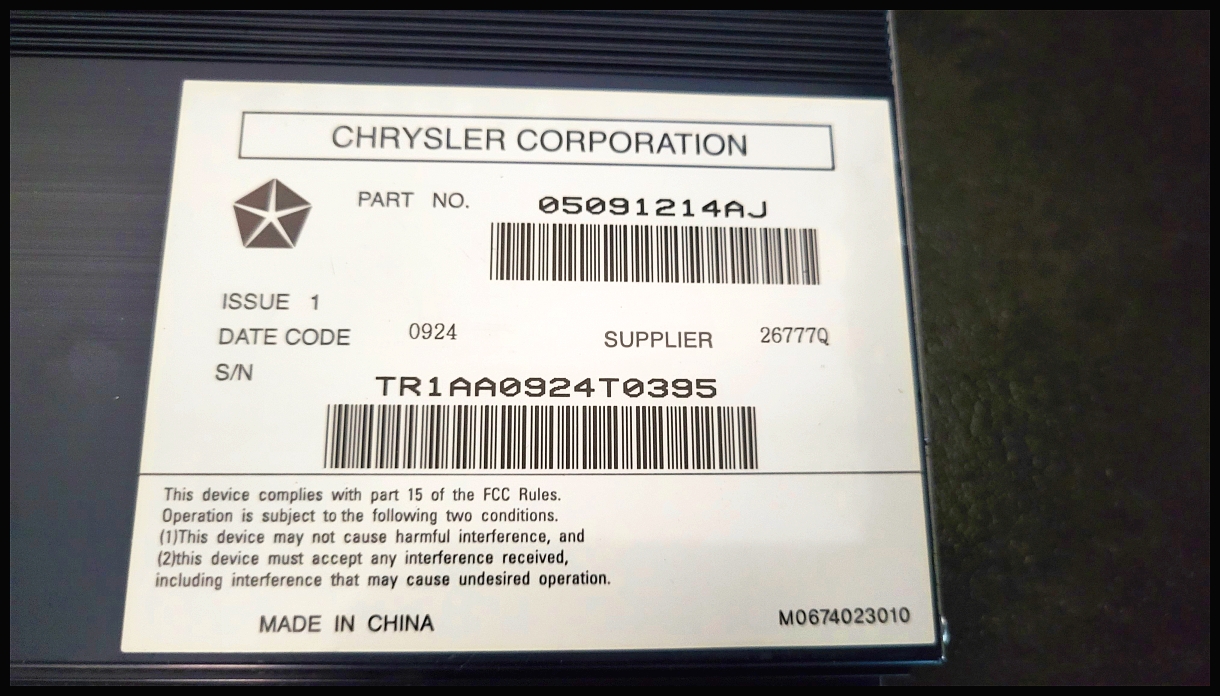 CHRYSLER CORPORATION
PART NO. 05091214AJ
ISSUE 1
DATE CODE 0924 SUPPLIER 26777Q
S/N
TR1AA0924T0395
This device complies with part 15 of the FCC Rules.
Operation is subject to the following two conditions.
(1)This device may not cause harmful interference, and
(2)this device must accept any interference received,
including interference that may cause undesired operation.
MADE IN CHINA M0674023010